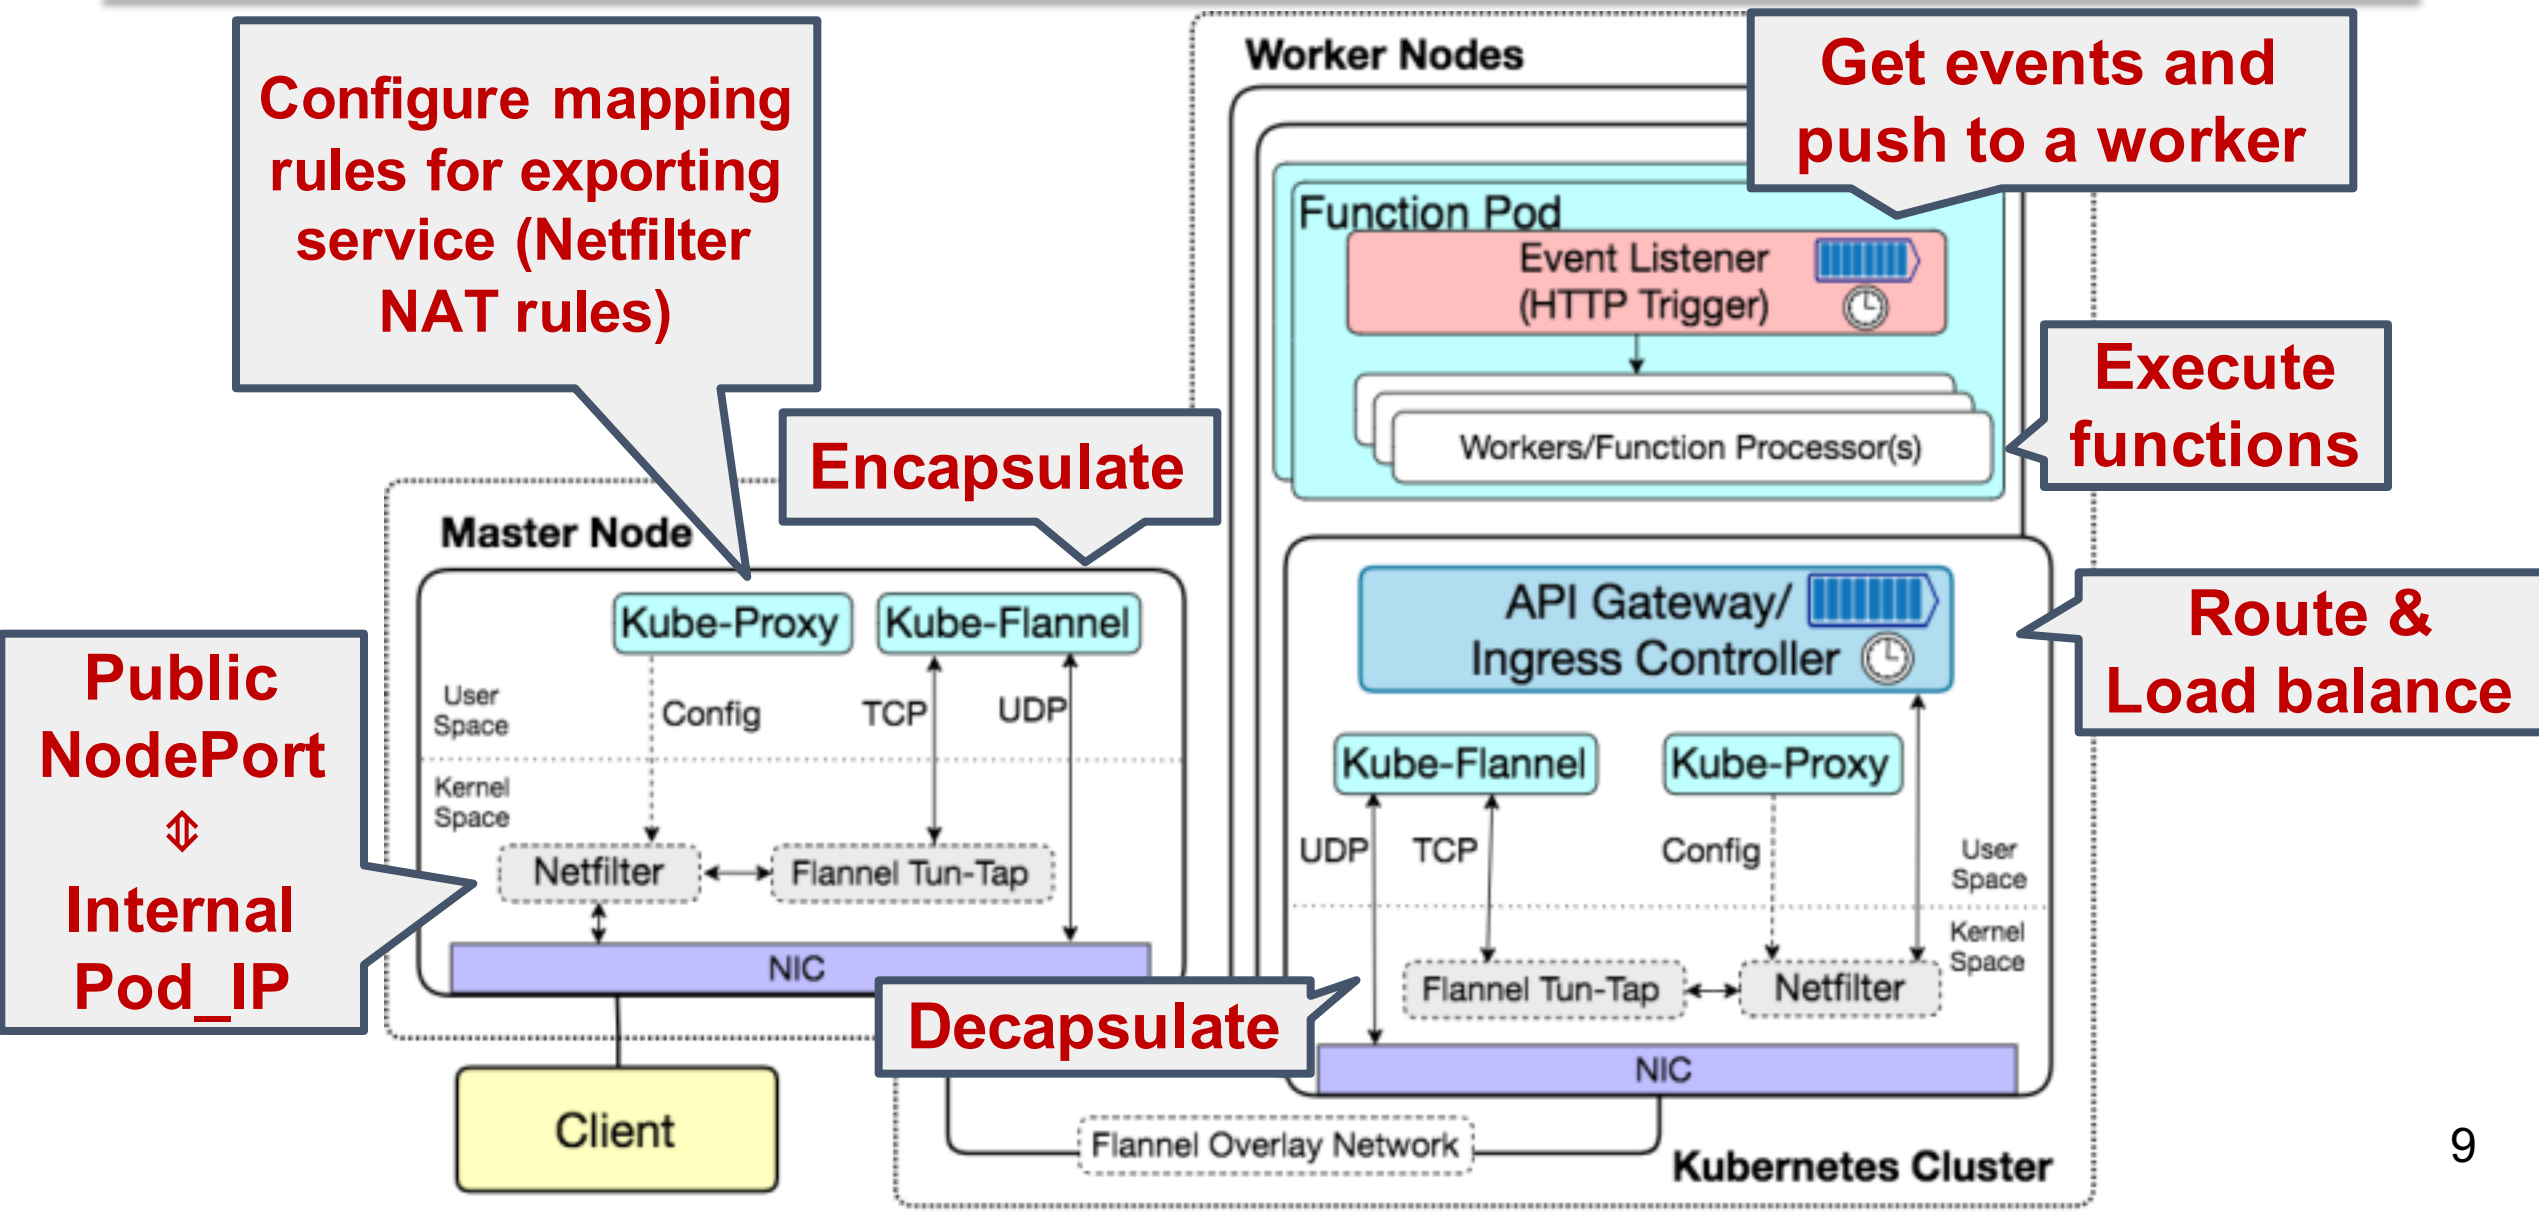 Configure mapping
rules for exporting
service (Netfilter
NAT rules)
Worker Nodes
Get events and
push to a worker
Function Pod
Event Listener
(HTTP Trigger)
Workers/Function Processor(s)
Execute
functions
Encapsulate
Master Node
Kube-Proxy
Kube-Flannel
User
Space
Config
TCP
UDP
Kernel
Space
Netfilter
Flannel Tun-Tap
NIC
Public
NodePort
⇕
Internal
Pod_IP
API Gateway/
Ingress Controller
Route &
Load balance
Kube-Flannel
Kube-Proxy
UDP
TCP
Config
User
Space
Kernel
Space
Flannel Tun-Tap
Netfilter
Decapsulate
NIC
Client
Flannel Overlay Network
Kubernetes Cluster
9